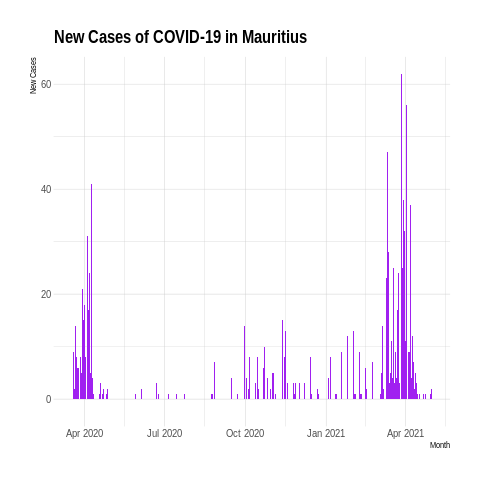 New Cases of COVID-19 in Mauritius
New Cases
60
40
20
0
Apr 2020 Jul 2020 Oct 2020 Jan 2021 Apr 2021
Month